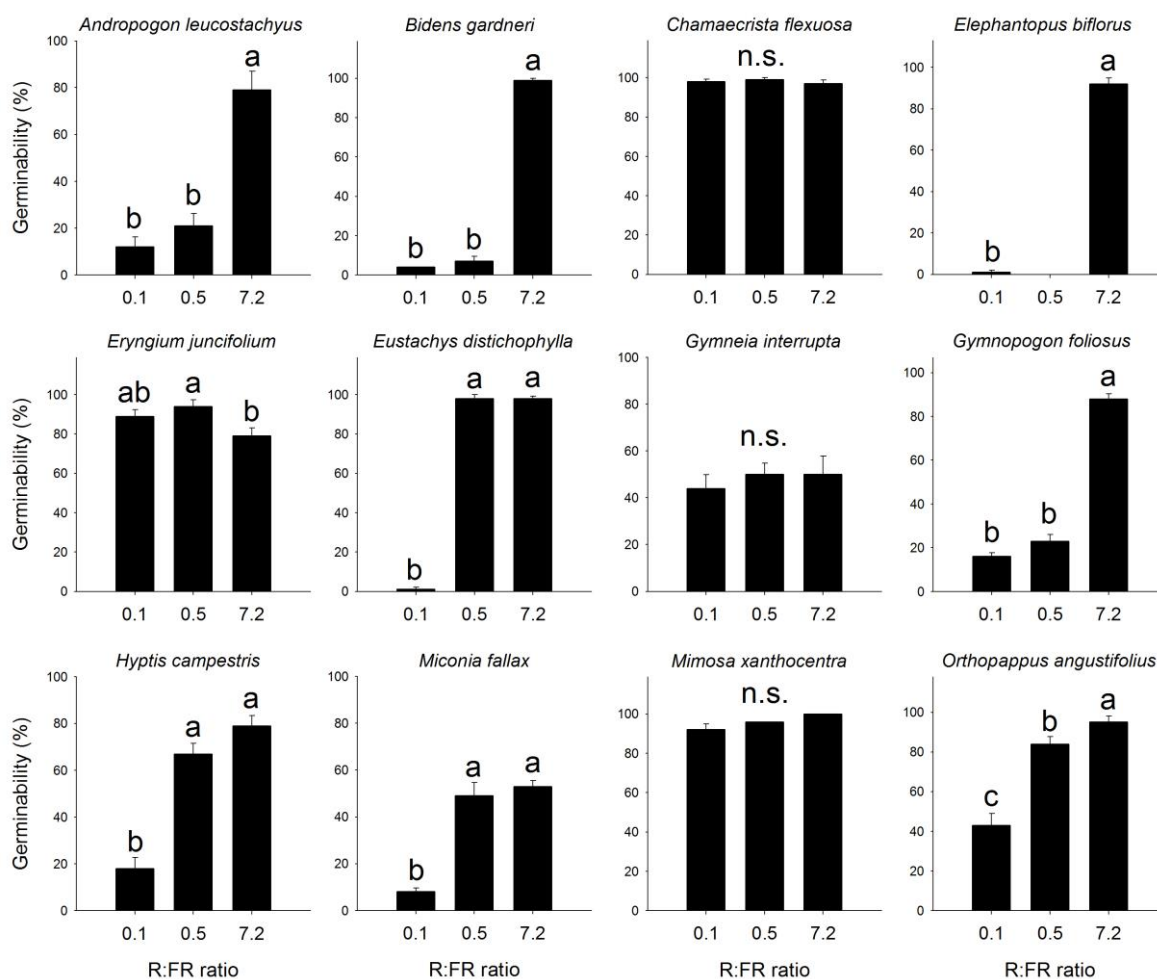 Andropogon leucostachyus
Bidens gardneri
Chamaecrista flexuosa
Elephantopus biflorus
Germinability (%)
100
80
60
40
20
0
b
b
a
0.1
0.5
7.2
100
80
60
40
20
0
b
b
a
0.1
0.5
7.2
100
80
60
40
20
0
n.s.
0.1
0.5
7.2
100
80
60
40
20
0
b
a
0.1
0.5
7.2
Eryngium juncifolium
Eustachys distichophylla
Gymneia interrupta
Gymnopogon foliosus
Germinability (%)
100
80
60
40
20
0
ab
a
b
0.1
0.5
7.2
100
80
60
40
20
0
b
a
a
0.1
0.5
7.2
100
80
60
40
20
0
n.s.
0.1
0.5
7.2
100
80
60
40
20
0
b
b
a
0.1
0.5
7.2
Hyptis campestris
Miconia fallax
Mimosa xanthocentra
Orthopappus angustifolius
Germinability (%)
100
80
60
40
20
0
b
a
a
0.1
0.5
7.2
R:FR ratio
100
80
60
40
20
0
b
a
a
0.1
0.5
7.2
R:FR ratio
100
80
60
40
20
0
n.s.
0.1
0.5
7.2
R:FR ratio
100
80
60
40
20
0
c
b
a
0.1
0.5
7.2
R:FR ratio